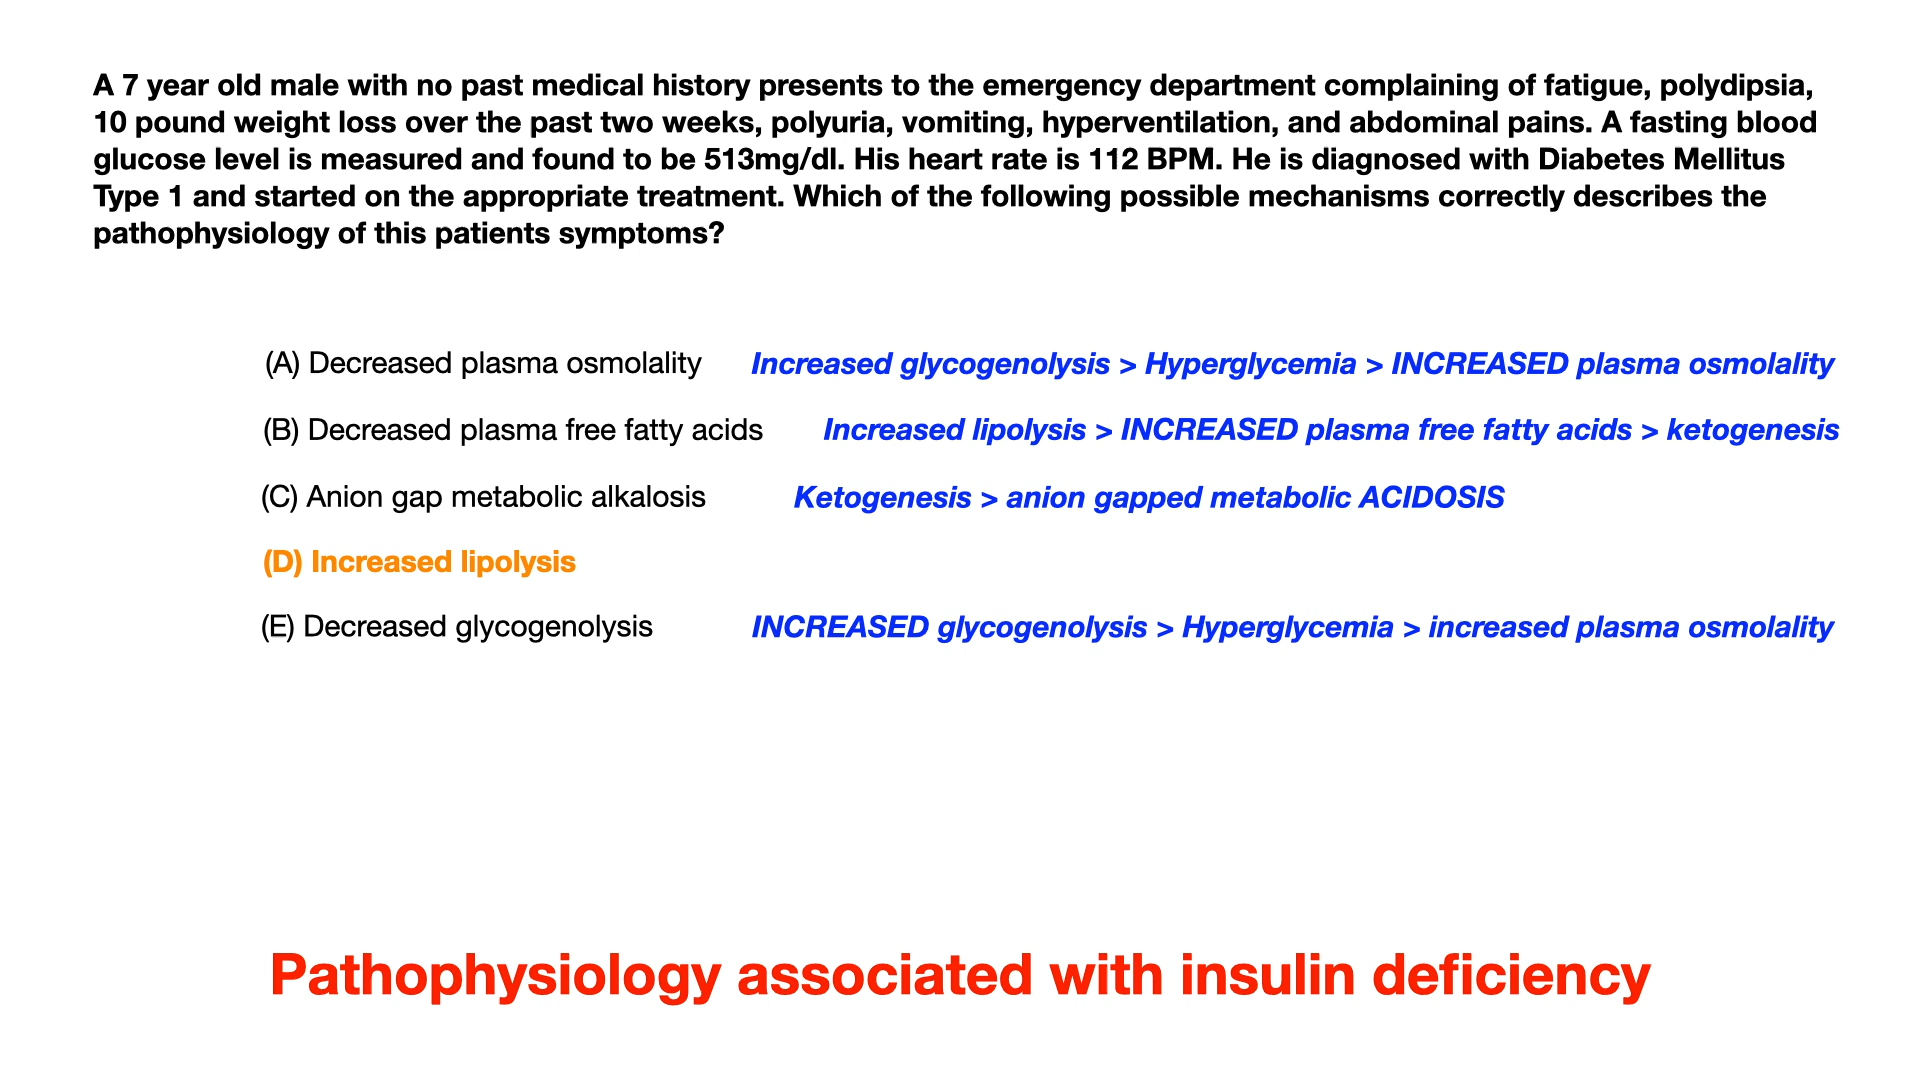 A 7 year old male with no past medical history presents to the emergency department complaining of fatigue, polydipsia,
10 pound weight loss over the past two weeks, polyuria, vomiting, hyperventilation, and abdominal pains. A fasting blood
glucose level is measured and found to be 513mg/dl. His heart rate is 112 BPM. He is diagnosed with Diabetes Mellitus
Type 1 and started on the appropriate treatment. Which of the following possible mechanisms correctly describes the
pathophysiology of this patients symptoms?
(A) Decreased plasma osmolality Increased glycogenolysis > Hyperglycemia > INCREASED plasma osmolality
(B) Decreased plasma free fatty acids Increased lipolysis > INCREASED plasma free fatty acids > ketogenesis
(C) Anion gap metabolic alkalosis Ketogenesis > anion gapped metabolic ACIDOSIS
(D) Increased lipolysis
(E) Decreased glycogenolysis INCREASED glycogenolysis > Hyperglycemia > increased plasma osmolality
Pathophysiology associated with insulin deficiency